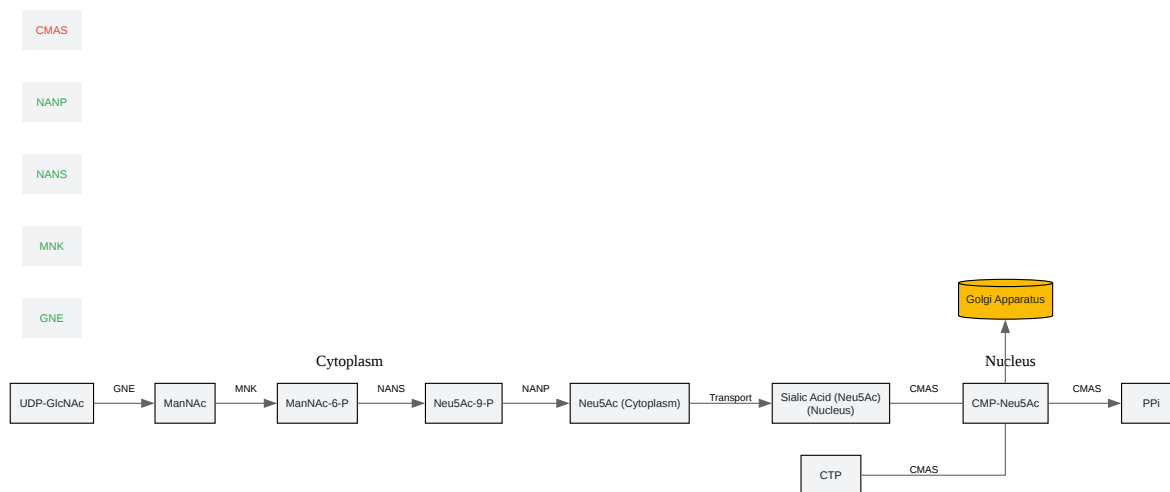 CMAS
NANP
NANS
MNK
GNE
Golgi Apparatus
Cytoplasm
Nucleus
UDP-GlcNAc
GNE
ManNAc
MNK
ManNAc-6-P
NANS
Neu5Ac-9-P
NANP
Neu5Ac (Cytoplasm)
Transport
Sialic Acid (Neu5Ac)
(Nucleus)
CMAS
CMP-Neu5Ac
CMAS
PPi
CTP
CMAS